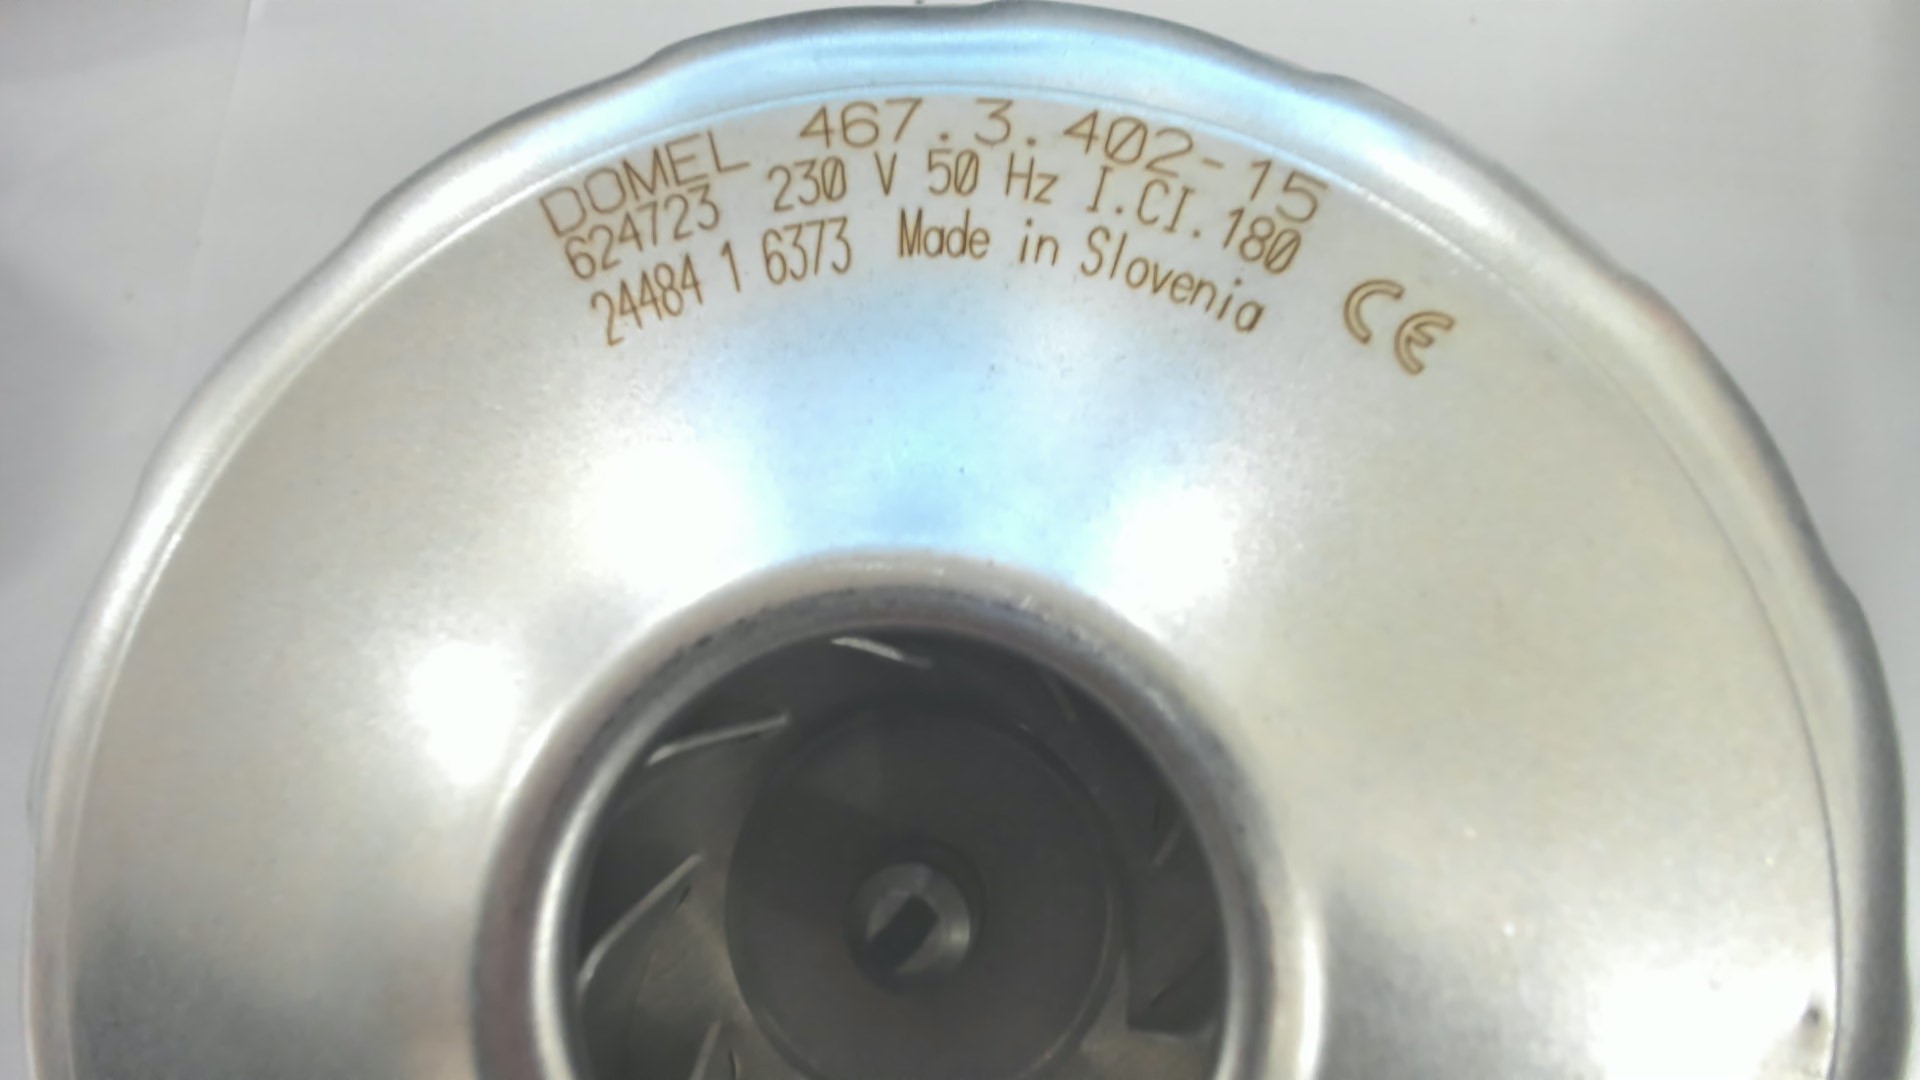 DOMEL 467.3.402-15
624723 230 V 50 Hz I.CI.180
24484 1 6373 Made in Slovenia CE